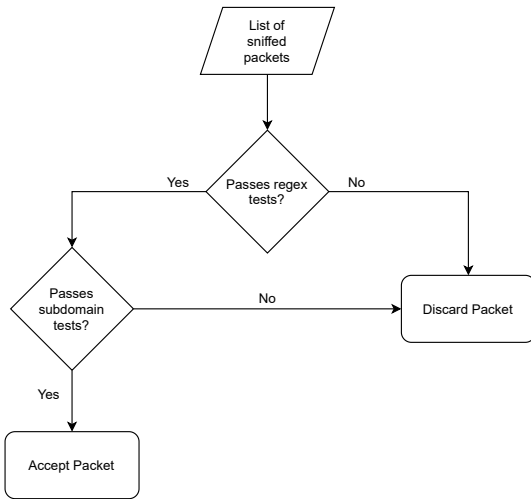 List of
sniffed
packets
Yes
Passes regex
tests?
No
Passes
subdomain
tests?
No
Discard Packet
Yes
Accept Packet